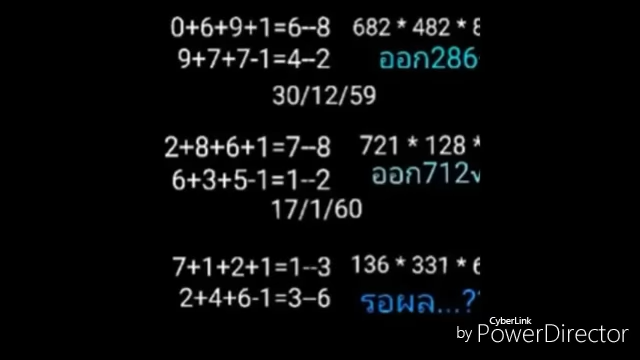 0+6+9+1=6--8 682 * 482 * 8
9+7+7-1=4--2 ออก286
30/12/59
2+8+6+1=7--8 721 * 128 *
6+3+5-1=1--2 ออก712
17/1/60
7+1+2+1=1--3 136 * 331 * 6
2+4+6-1=3--6 รอผล...??
CyberLink
by PowerDirector